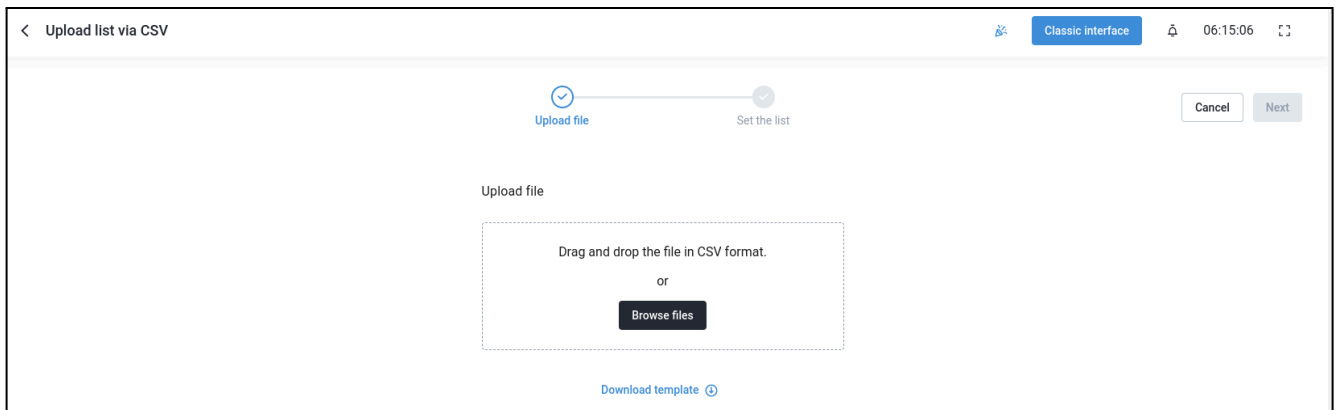 Upload list via CSV
Classic interface
06:15:06
Upload file
Set the list
Cancel
Next
Upload file
Drag and drop the file in CSV format.
or
Browse files
Download template